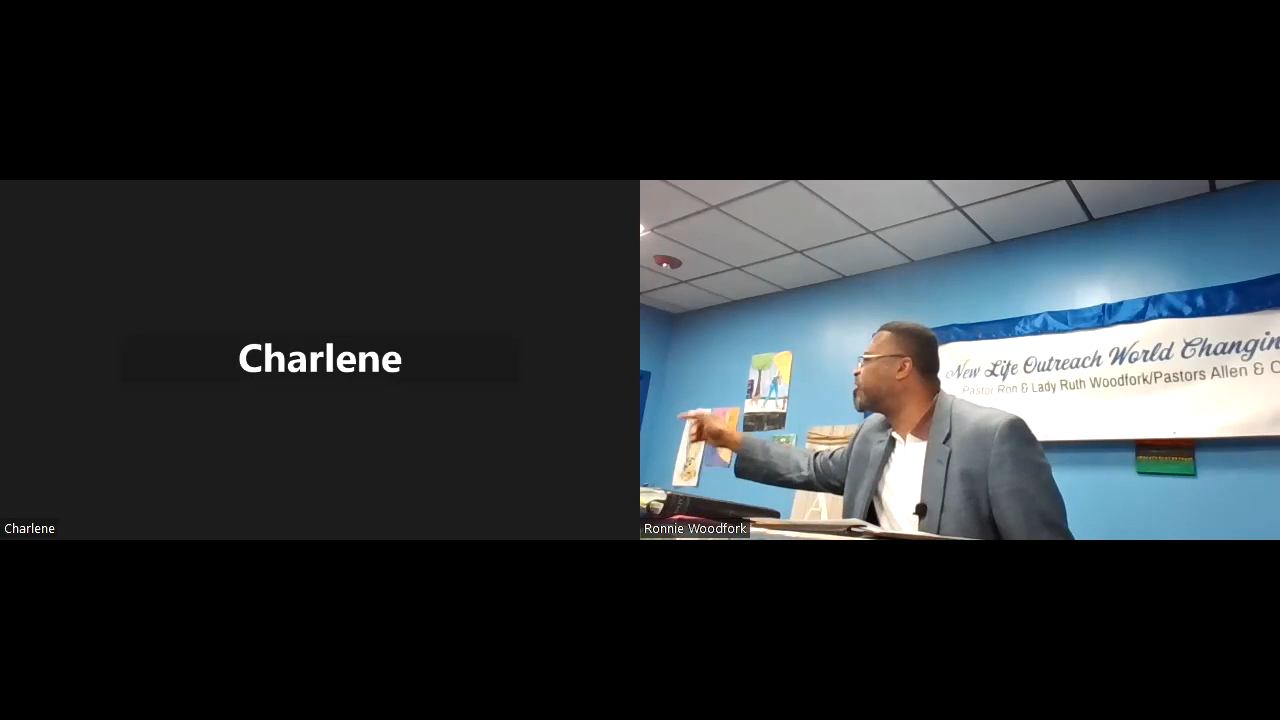 Charlene
Charlene
New Life Outreach World Changin
Pastor Ron & Lady Ruth Woodfork/Pastors Allen & C
Ronnie Woodfork